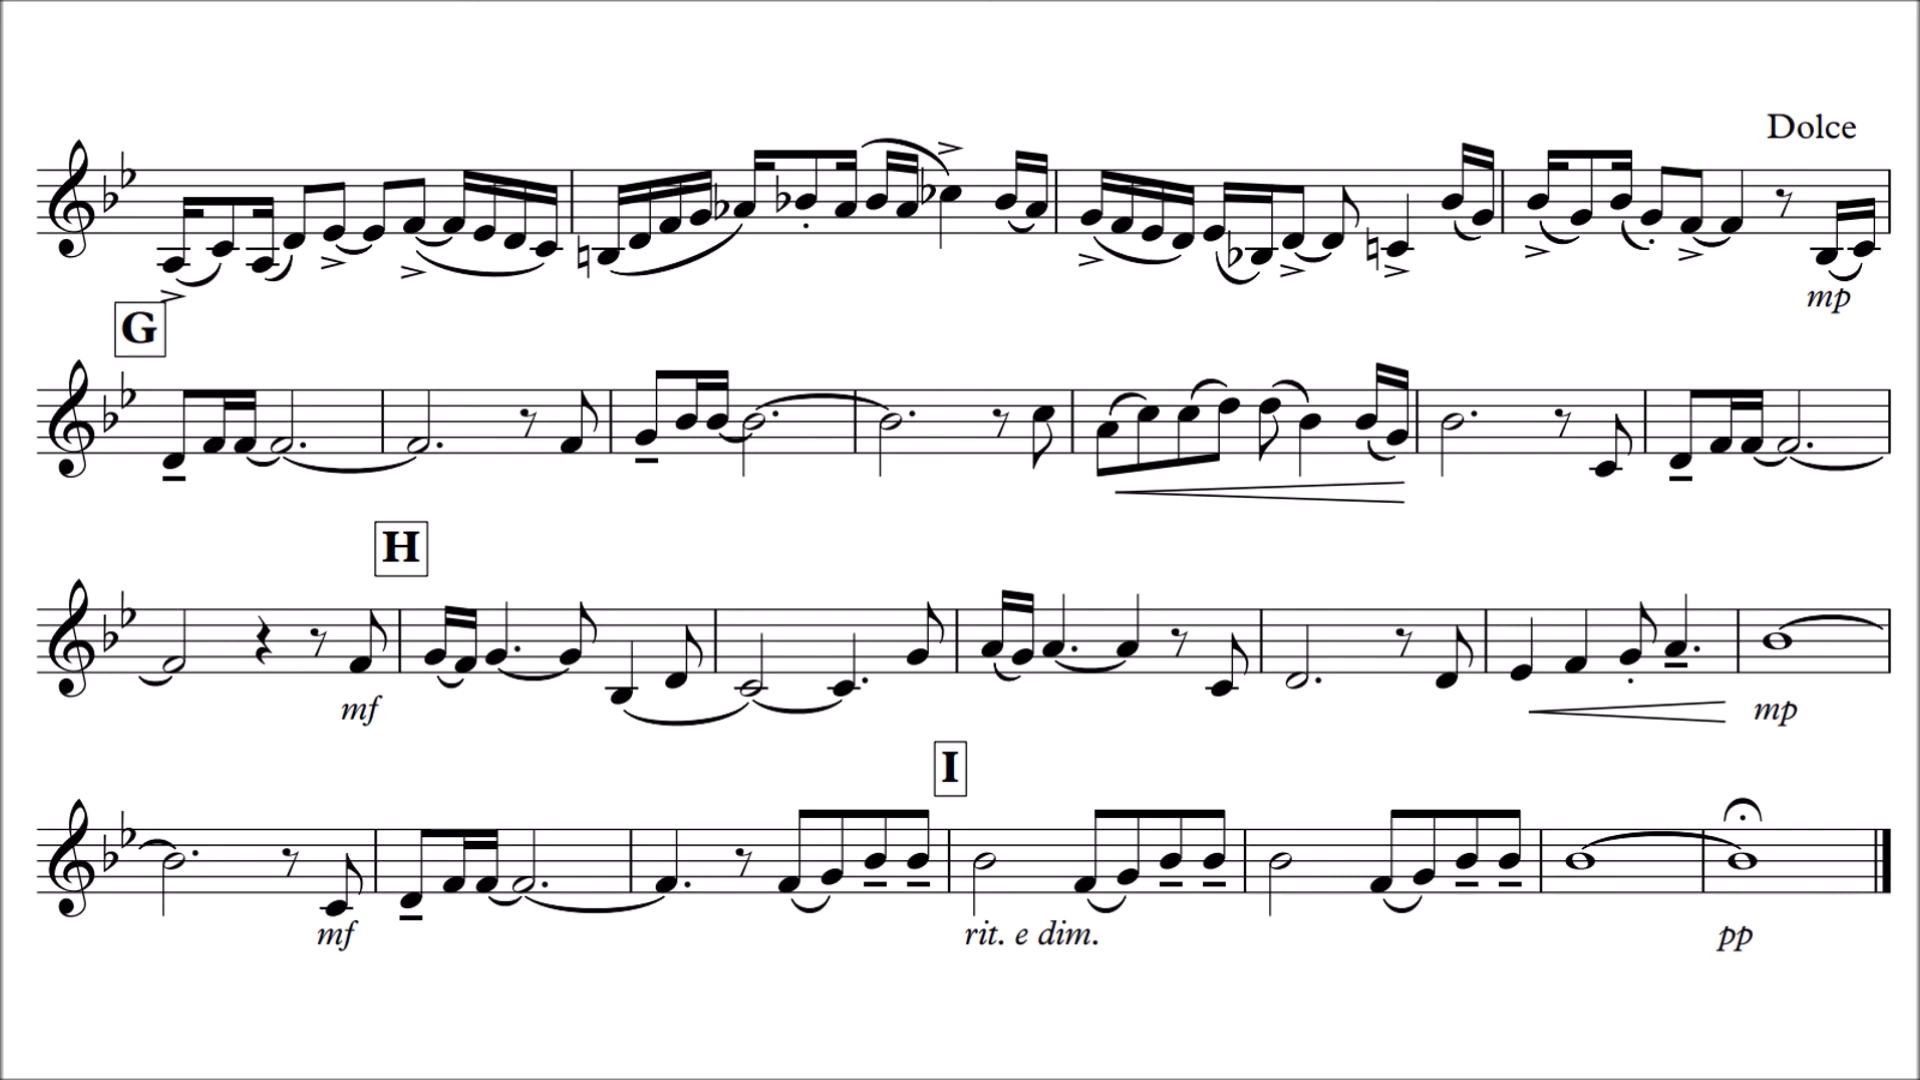 Dolce
mp
G
H
mf
mp
I
mf
rit. e dim.
pp